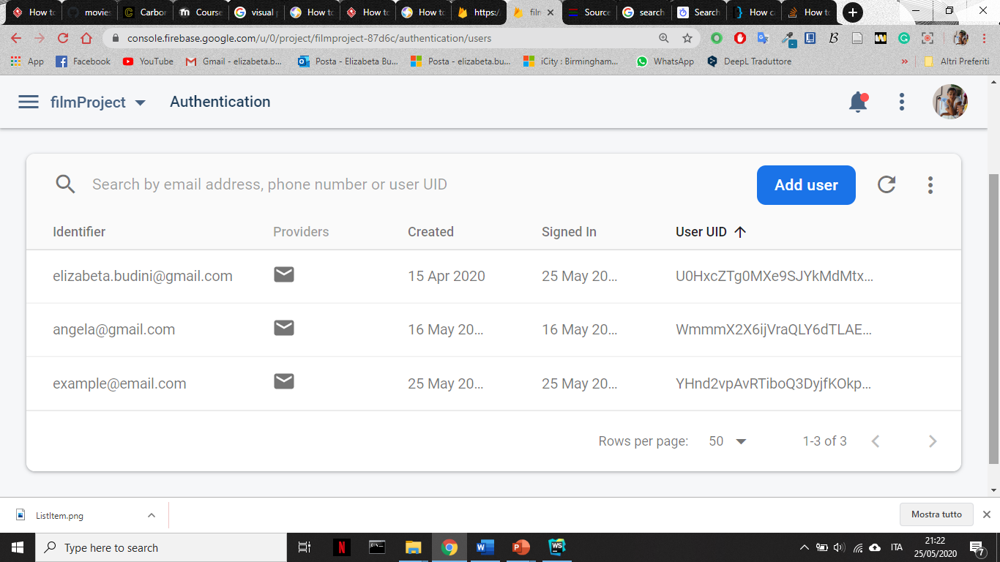 How to
movies
Carbor
Course
visual
How to
How to
How to
https:/
film
Source
search
Search
How ca
How to
console.firebase.google.com/u/0/project/filmproject-87d6c/authentication/users
App
Facebook
YouTube
Gmail - elizabeta.b...
Posta - Elizabeta Bu...
Posta - elizabeta.bu...
iCity : Birmingham...
WhatsApp
DeepL Traduttore
»
Altri Preferiti
filmProject
Authentication
Search by email address, phone number or user UID
Add user
Identifier Providers Created Signed In User UID
elizabeta.budini@gmail.com 15 Apr 2020 25 May 20... U0HxcZTg0MXe9SJYkMdMtx...
angela@gmail.com 16 May 20... 16 May 20... WmmmX2X6ijVraQLY6dTLAE...
example@email.com 25 May 20... 25 May 20... YHnd2vpAvRTiboQ3DyjfKOkp...
Rows per page: 50 1-3 of 3
ListItem.png
Mostra tutto
Type here to search
ITA
21:22
25/05/2020
7